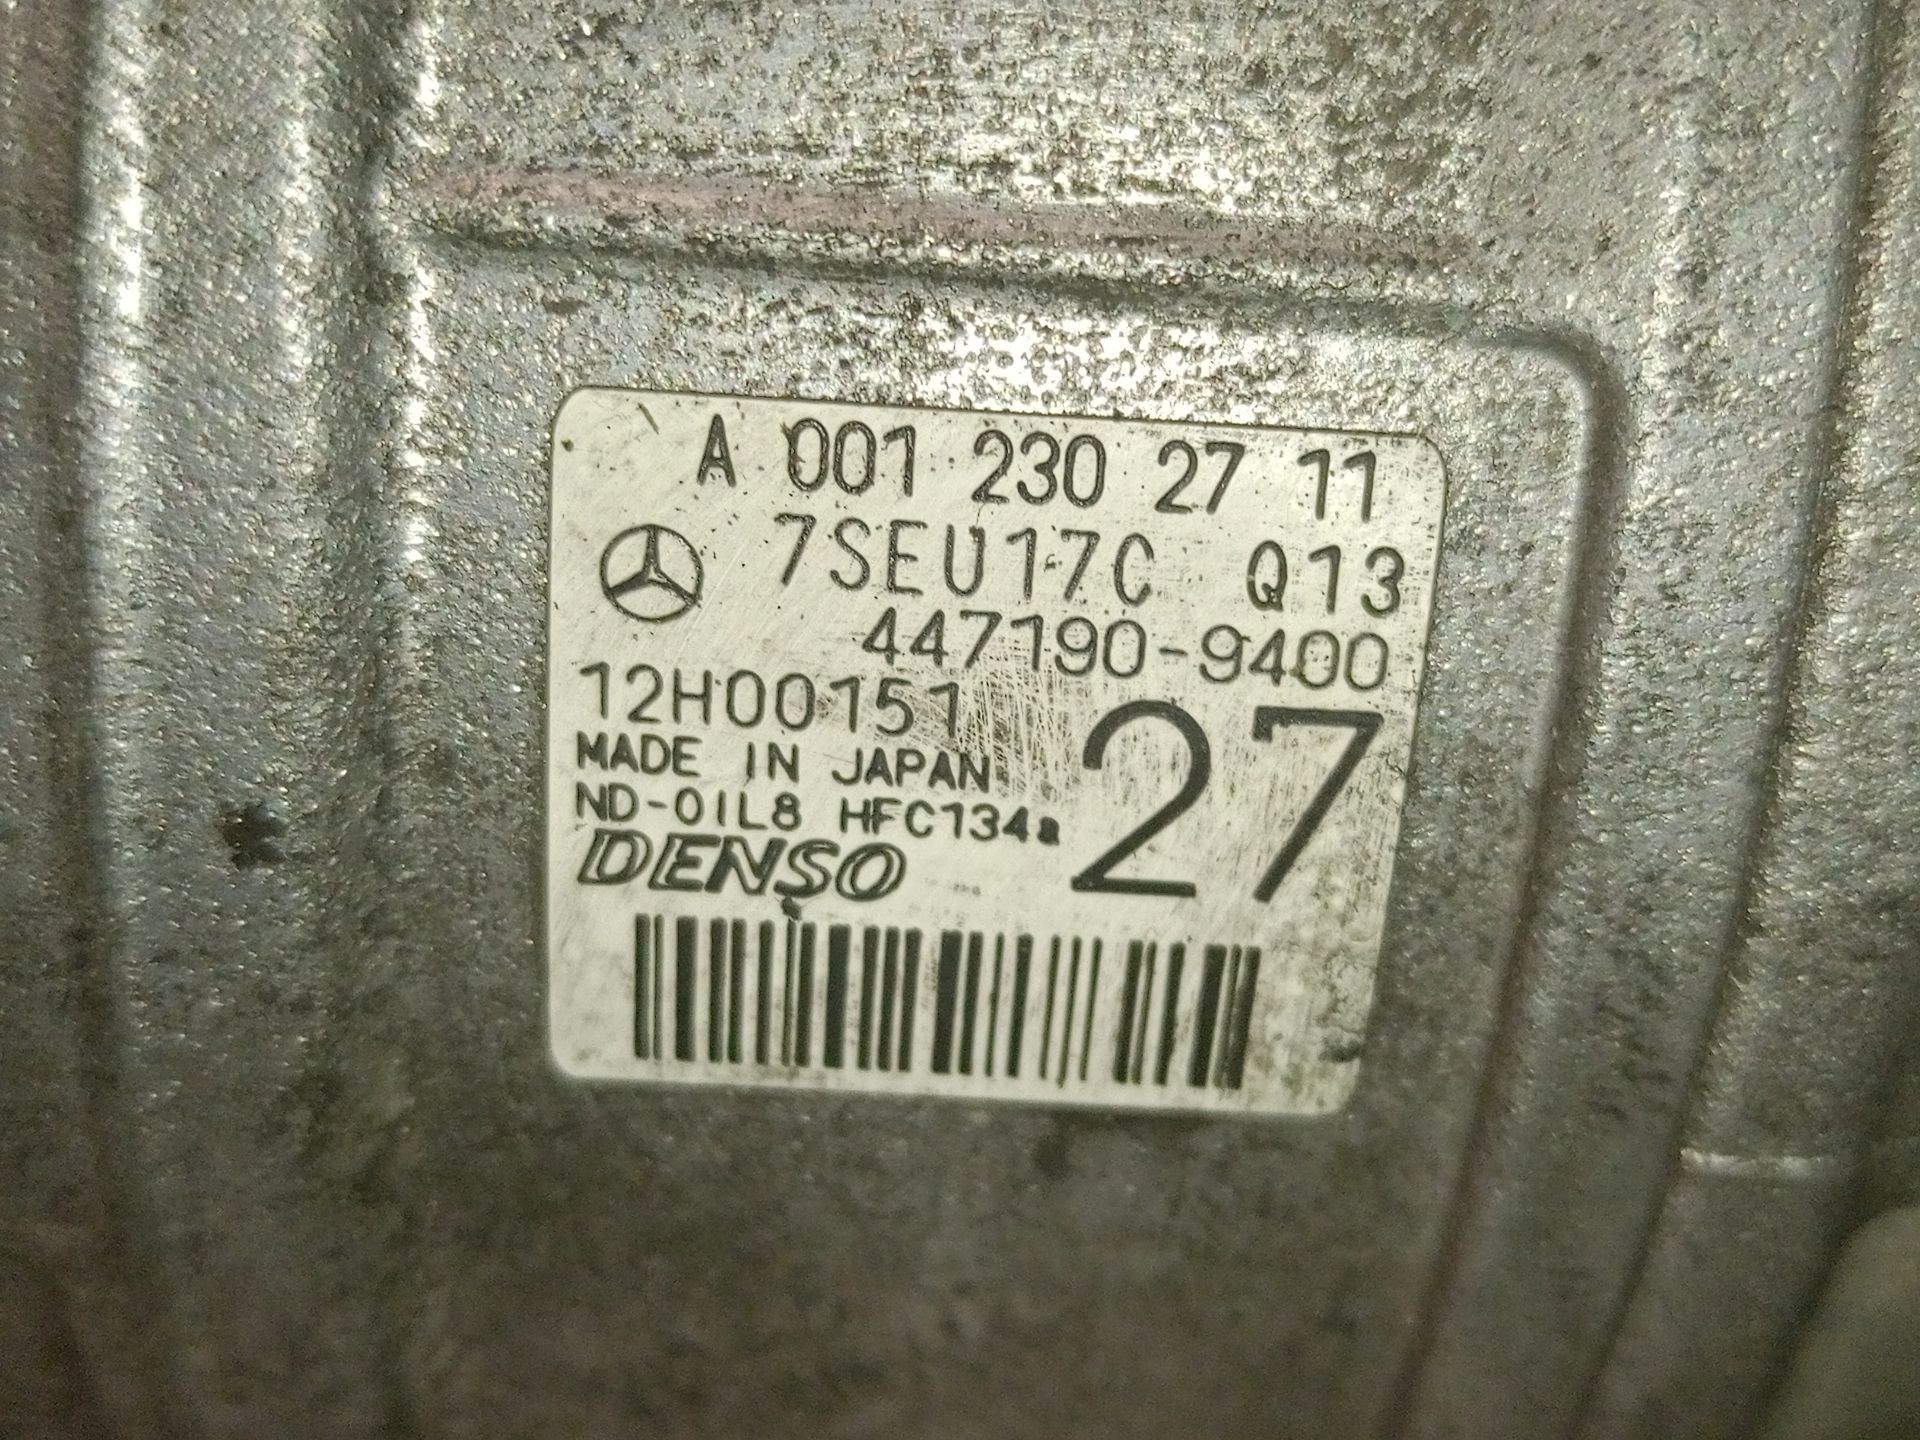 A 001 230 27 11
7SEU17C Q13
447190-9400
12H00151
27
MADE IN JAPAN
ND-OIL8 HFC134a
DENSO